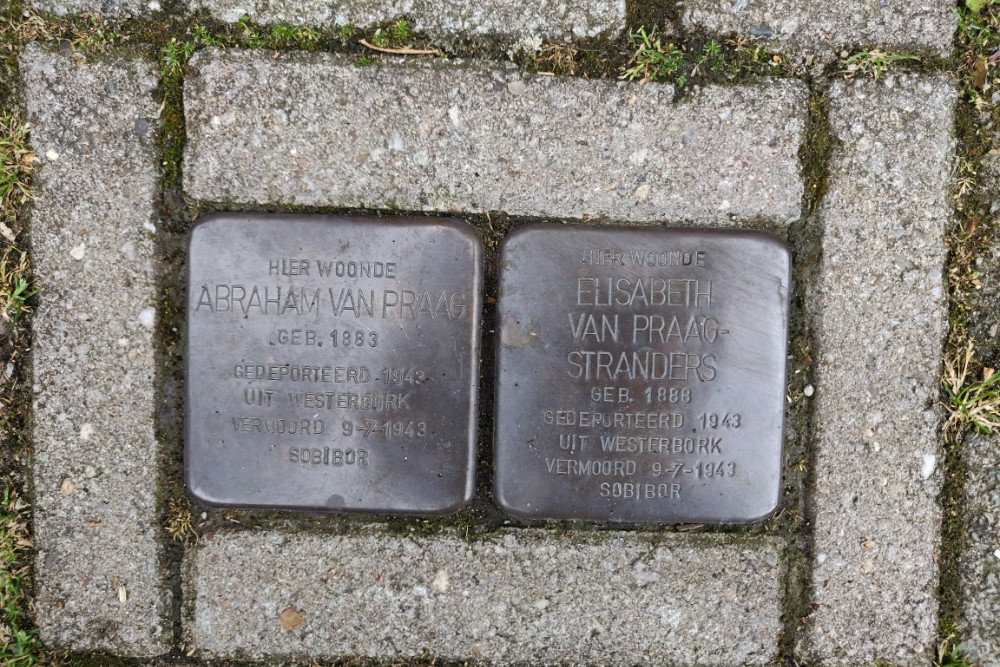 HIER WOONDE
ABRAHAM VAN PRAAG
GEB. 1883
GEDEPORTEERD 1943
UIT WESTERBORK
VERMOORD 9-7-1943
SOBIBOR
HIER WOONDE
ELISABETH
VAN PRAAG-
STRANDERS
GEB. 1888
GEDEPORTEERD 1943
UIT WESTERBORK
VERMOORD 9-7-1943
SOBIBOR